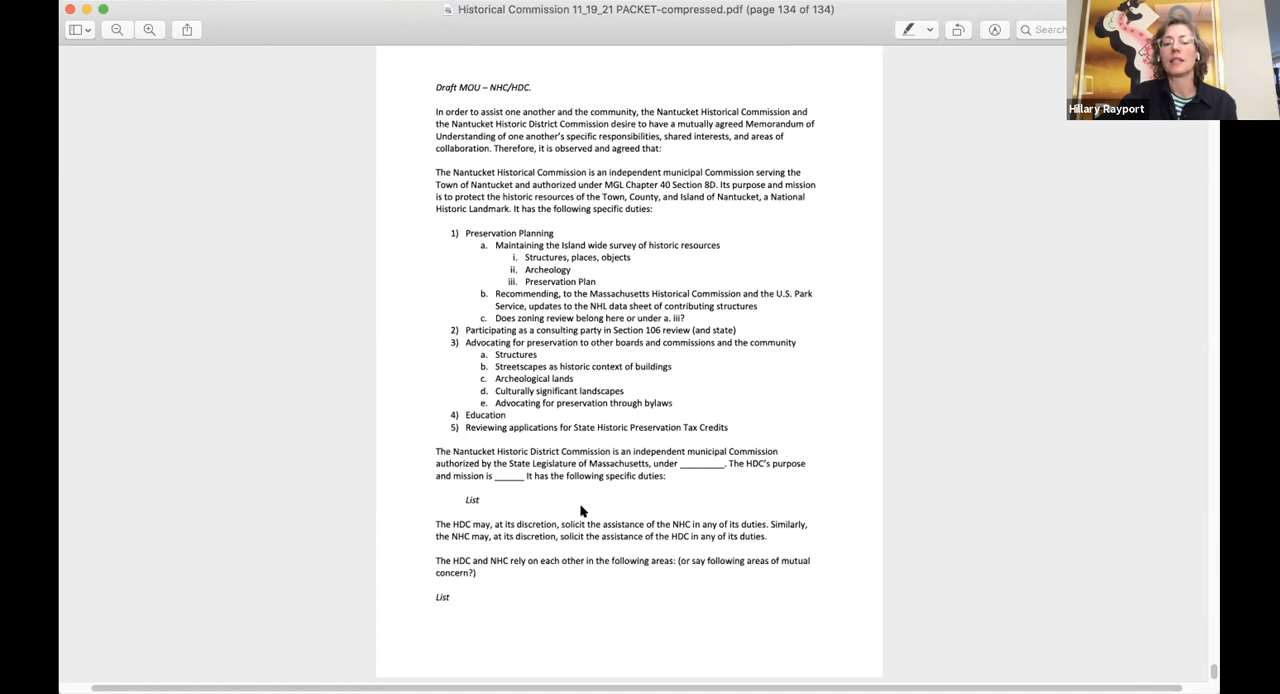 Historical Commission 11_19_21 PACKET-compressed.pdf (page 134 of 134)
Search
Hillary Rayport
Draft MOU – NHC/HDC.
In order to assist one another and the community, the Nantucket Historical Commission and
the Nantucket Historic District Commission desire to have a mutually agreed Memorandum of
Understanding of one another's specific responsibilities, shared interests, and areas of
collaboration. Therefore, it is observed and agreed that:
The Nantucket Historical Commission is an independent municipal Commission serving the
Town of Nantucket and authorized under MGL Chapter 40 Section 8D. Its purpose and mission
is to protect the historic resources of the Town, County, and Island of Nantucket, a National
Historic Landmark. It has the following specific duties:
1) Preservation Planning
a. Maintaining the Island wide survey of historic resources
i. Structures, places, objects
ii. Archeology
iii. Preservation Plan
b. Recommending, to the Massachusetts Historical Commission and the U.S. Park
Service, updates to the NHL data sheet of contributing structures
c. Does zoning review belong here or under a. iii?
2) Participating as a consulting party in Section 106 review (and state)
3) Advocating for preservation to other boards and commissions and the community
a. Structures
b. Streetscapes as historic context of buildings
c. Archeological lands
d. Culturally significant landscapes
e. Advocating for preservation through bylaws
4) Education
5) Reviewing applications for State Historic Preservation Tax Credits
The Nantucket Historic District Commission is an independent municipal Commission
authorized by the State Legislature of Massachusetts, under _________. The HDC's purpose
and mission is ______ It has the following specific duties:
List
The HDC may, at its discretion, solicit the assistance of the NHC in any of its duties. Similarly,
the NHC may, at its discretion, solicit the assistance of the HDC in any of its duties.
The HDC and NHC rely on each other in the following areas: (or say following areas of mutual
concern?)
List